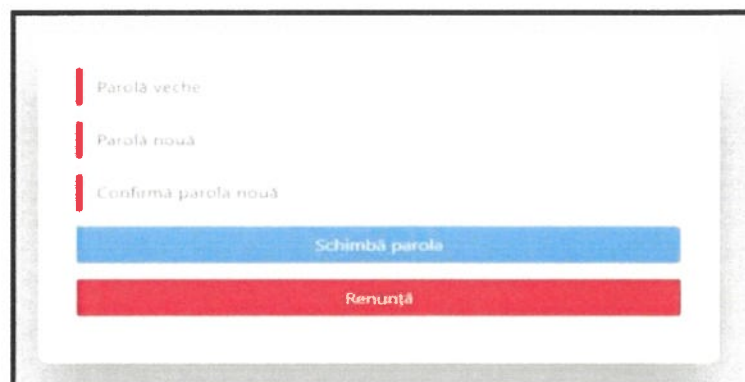 Parolă veche
Parolă nouă
Confirmă parola nouă
Schimbă parola
Renunță